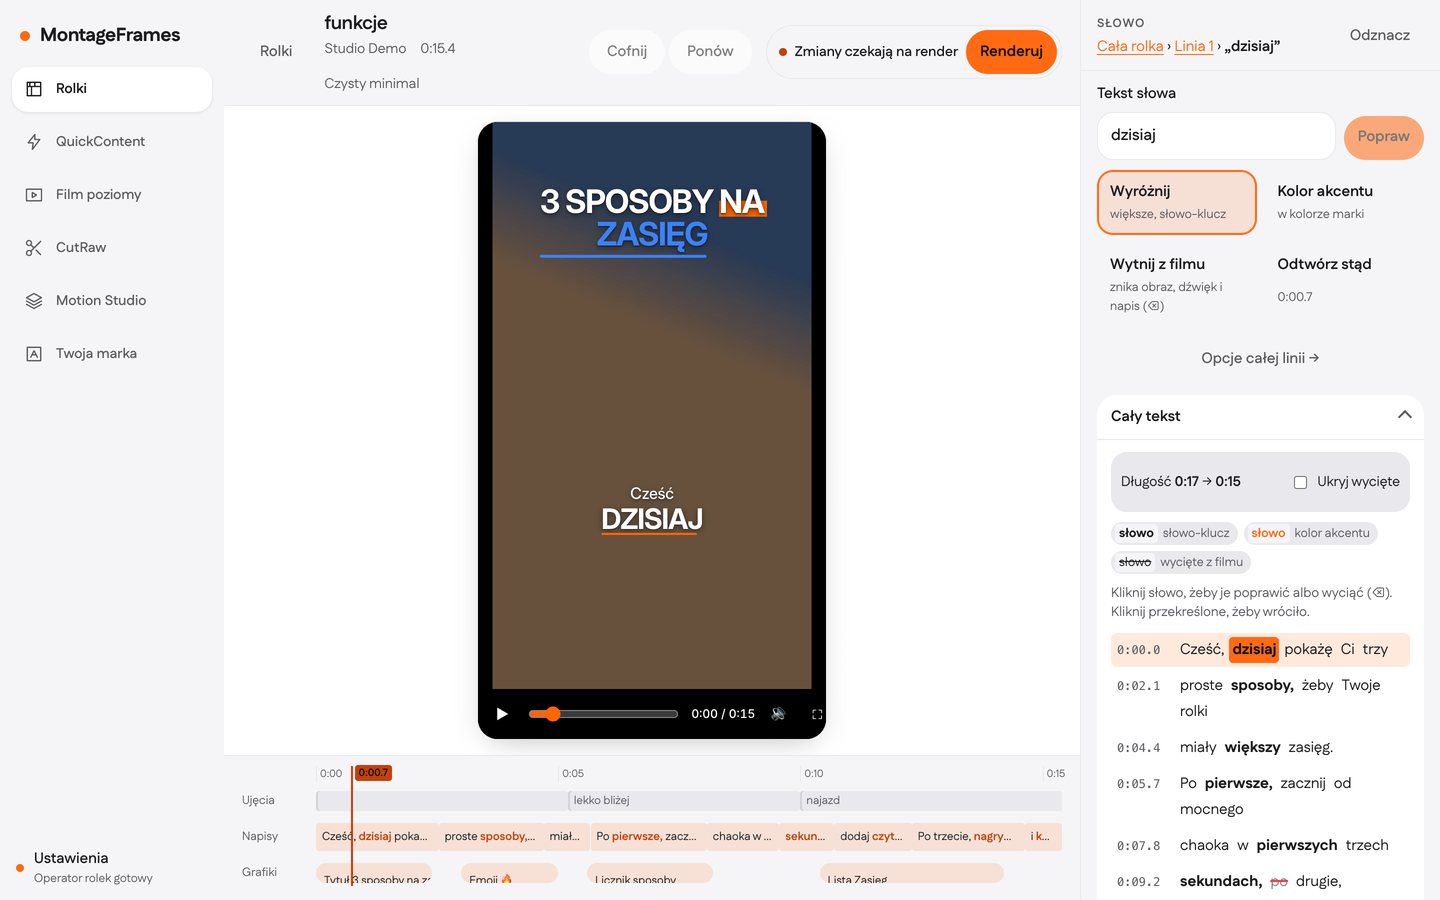 MontageFrames
Rolki
QuickContent
Film poziomy
CutRaw
Motion Studio
Twoja marka
Ustawienia
Operator rolek gotowy
Rolki
funkcje
Studio Demo 0:15.4
Czysty minimal
Cofnij
Ponów
Zmiany czekają na render
Renderuj
3 SPOSOBY NA
ZASIĘG
Cześć
DZISIAJ
0:00 / 0:15
0:00 0:00.7 0:05 0:10 0:15
Ujęcia lekko bliżej najazd
Napisy Cześć, dzisiaj poka... proste sposoby,... miał... Po pierwsze, zacz... chaoka w ... sekun... dodaj czyt... Po trzecie, nagry... i k...
Grafiki Tytuł 3 sposoby na za Emoji 🔥 Licznik sposoby Lista Zasięg
SŁOWO
Cała rolka › Linia 1 › „dzisiaj”
Odznacz
Tekst słowa
dzisiaj
Popraw
Wyróżnij
większe, słowo-klucz
Kolor akcentu
w kolorze marki
Wytnij z filmu
znika obraz, dźwięk i
napis (⌫)
Odtwórz stąd
0:00.7
Opcje całej linii →
Cały tekst
Długość 0:17 → 0:15
Ukryj wycięte
słowo słowo-klucz
słowo kolor akcentu
słowo wycięte z filmu
Kliknij słowo, żeby je poprawić albo wyciąć (⌫).
Kliknij przekreślone, żeby wróciło.
0:00.0 Cześć, dzisiaj pokażę Ci trzy
0:02.1 proste sposoby, żeby Twoje
rolki
0:04.4 miały większy zasięg.
0:05.7 Po pierwsze, zacznij od
mocnego
0:07.8 chaoka w pierwszych trzech
0:09.2 sekundach, po drugie,